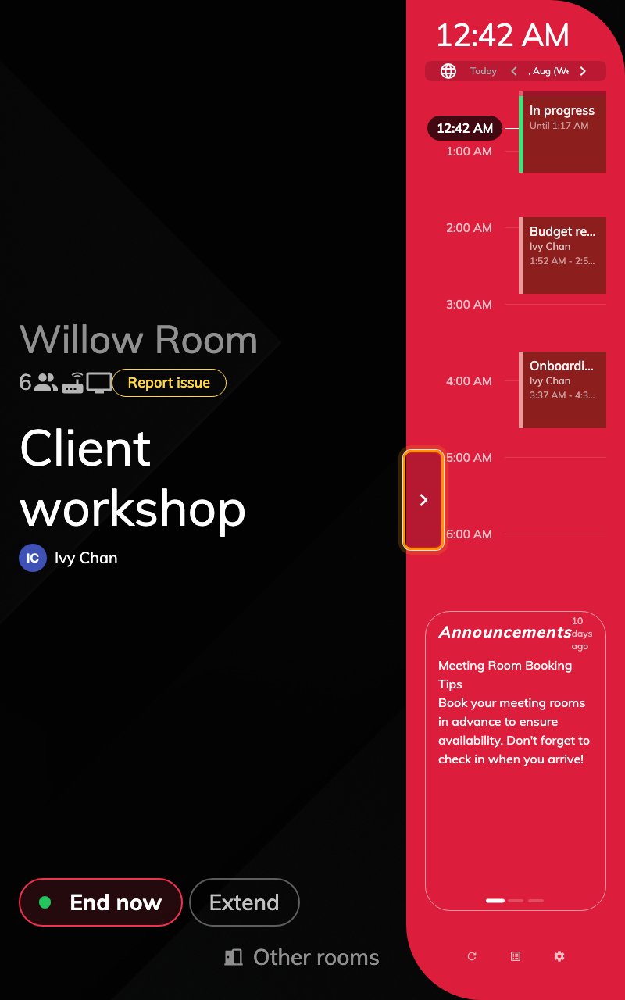 12:42 AM
Today
, Aug (We
In progress
Until 1:17 AM
12:42 AM
1:00 AM
2:00 AM
Budget re...
Ivy Chan
1:52 AM - 2:5...
3:00 AM
Onboardi...
Ivy Chan
3:37 AM - 4:3...
4:00 AM
5:00 AM
6:00 AM
Willow Room
6
Report issue
Client
workshop
IC Ivy Chan
Announcements
10
days
ago
Meeting Room Booking
Tips
Book your meeting rooms
in advance to ensure
availability. Don't forget to
check in when you arrive!
End now
Extend
Other rooms